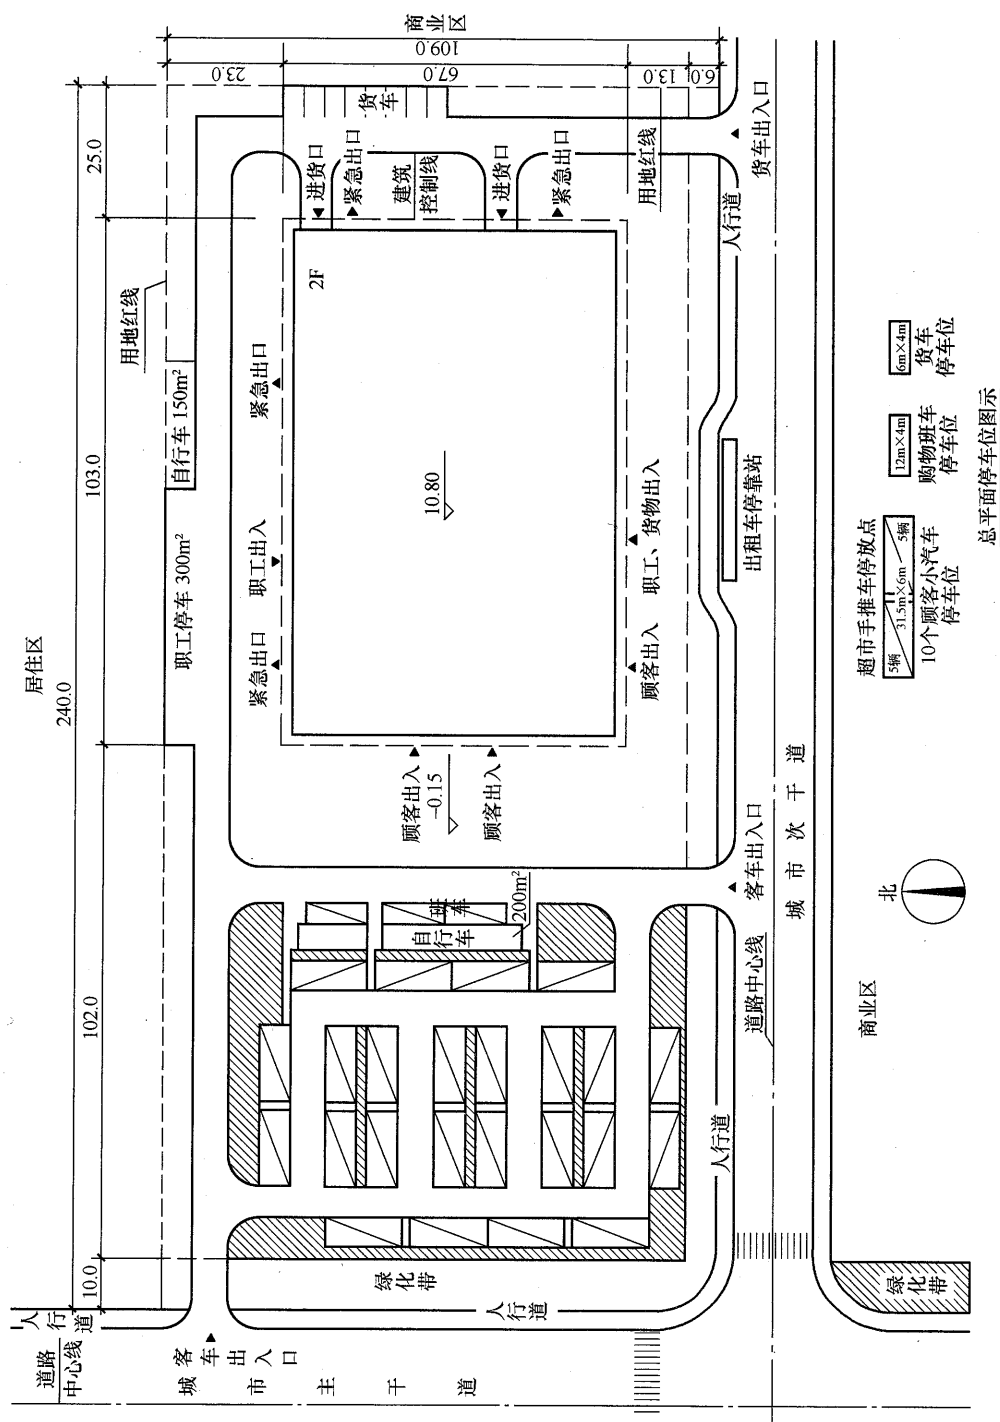 居住区
240.0
10.0
102.0
103.0
25.0
用地红线
职工停车 300m²
自行车 150m²
商业区
109.0
23.0
67.0
13.0
6.0
货车
紧急出口
职工出入
紧急出口
进货口
紧急出口
建筑
控制线
进货口
紧急出口
2F
10.80
顾客出入
-0.15
顾客出入
顾客出入
职工、货物出入
用地红线
班车
自行车
200m²
绿化带
人行道
道路
中心线
客车出入口
城市主干道
人行道
人行道
客车出入口
出租车停靠站
人行道
货车出入口
道路中心线
城市次干道
商业区
绿化带
北
超市手推车停放点
5辆
31.5m×6m
5辆
10个顾客小汽车
停车位
12m×4m
购物班车
停车位
6m×4m
货车
停车位
总平面停车位图示